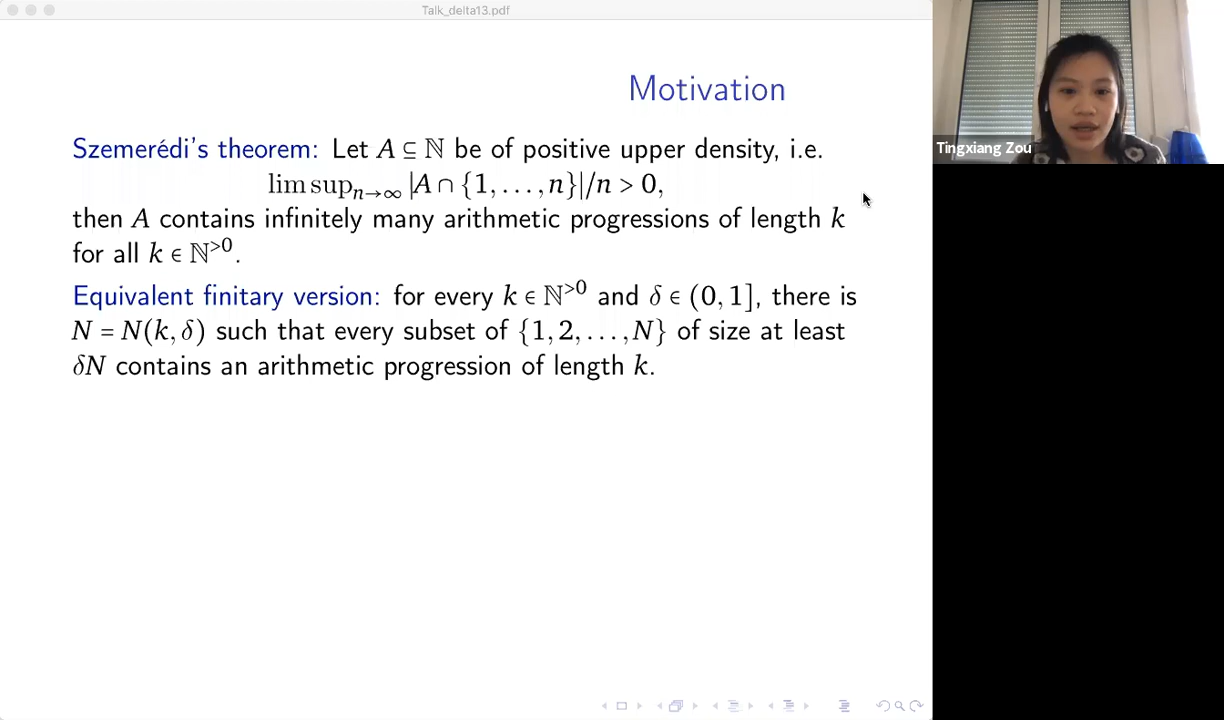 Talk_delta13.pdf
Motivation
Szemerédi's theorem: Let A ⊆ ℕ be of positive upper density, i.e.
lim sup_{n→∞} |A ∩ {1, . . . , n}|/n > 0,
then A contains infinitely many arithmetic progressions of length k
for all k ∈ ℕ^{>0}.
Equivalent finitary version: for every k ∈ ℕ^{>0} and δ ∈ (0, 1], there is
N = N(k, δ) such that every subset of {1, 2, . . . , N} of size at least
δN contains an arithmetic progression of length k.
Tingxiang Zou